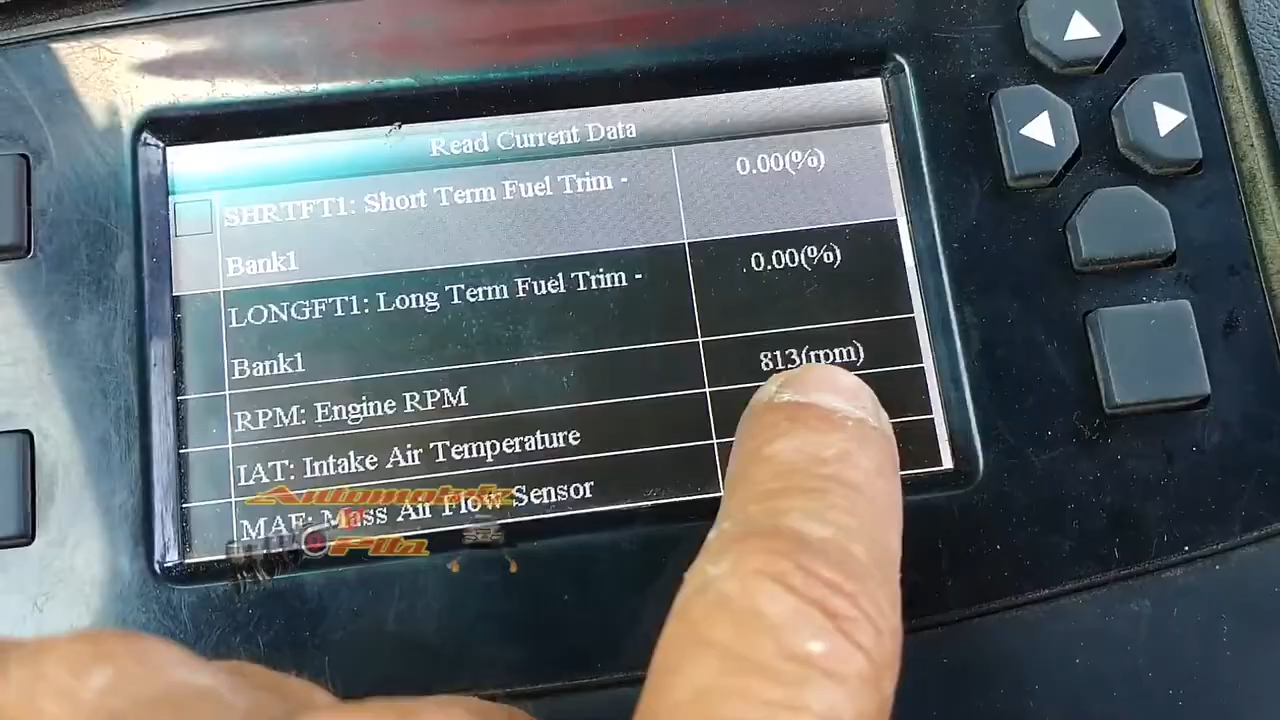 Read Current Data
SHRTFT1: Short Term Fuel Trim -
Bank1
0.00(%)
LONGFT1: Long Term Fuel Trim -
Bank1
0.00(%)
RPM: Engine RPM
813(rpm)
IAT: Intake Air Temperature
MAF: Mass Air Flow Sensor